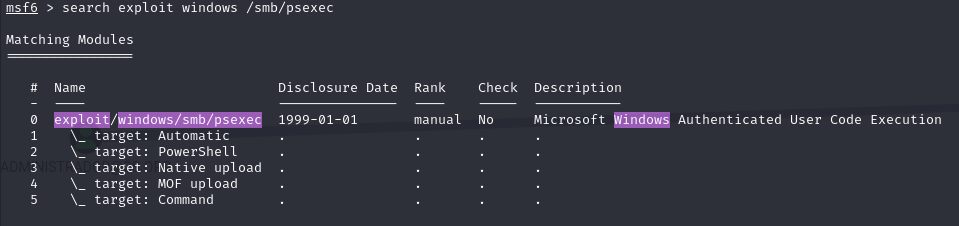 msf6 > search exploit windows /smb/psexec
Matching Modules
================
# Name Disclosure Date Rank Check Description
- ---- --------------- ---- ----- -----------
0 exploit/windows/smb/psexec 1999-01-01 manual No Microsoft Windows Authenticated User Code Execution
1 \_ target: Automatic . . . .
2 \_ target: PowerShell . . . .
ADMINISTRAD
3 \_ target: Native upload . . . .
4 \_ target: MOF upload . . . .
5 \_ target: Command . . . .